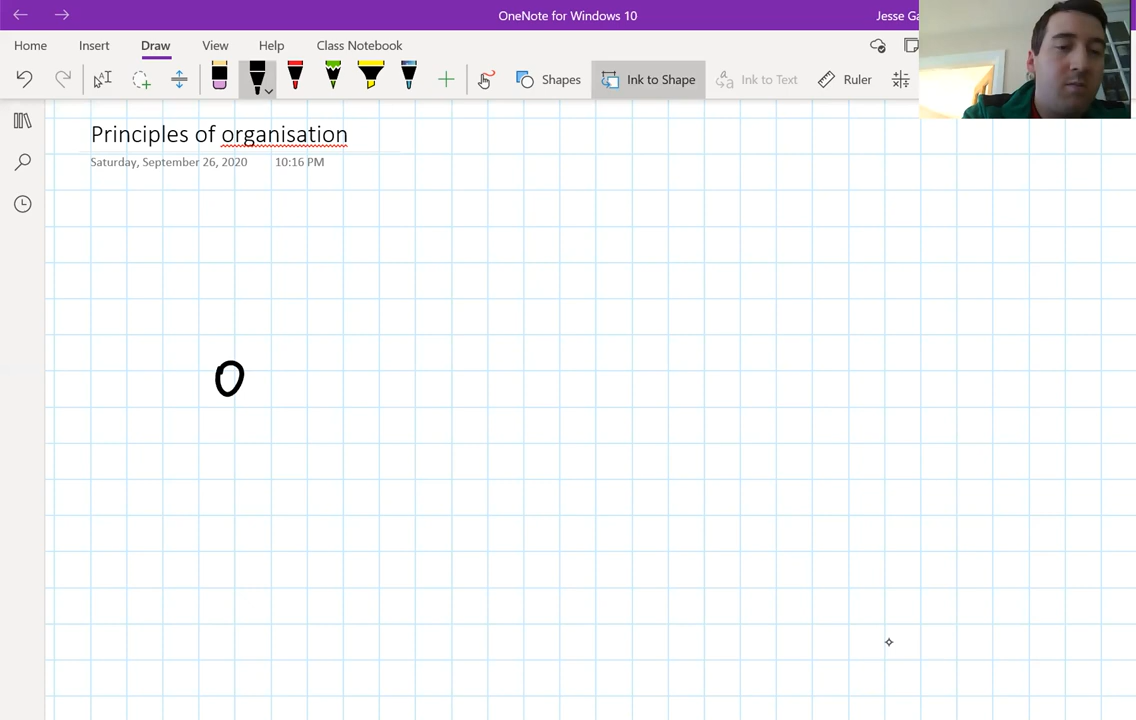 OneNote for Windows 10
Jesse Ga
Home Insert Draw View Help Class Notebook
Shapes Ink to Shape Ink to Text Ruler
Principles of organisation
Saturday, September 26, 2020 10:16 PM
O